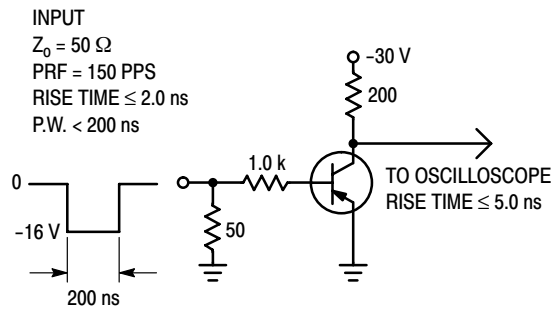 INPUT
Zo = 50 Ω
PRF = 150 PPS
RISE TIME ≤ 2.0 ns
P.W. < 200 ns
–30 V
200
1.0 k
TO OSCILLOSCOPE
RISE TIME ≤ 5.0 ns
0
–16 V
50
200 ns